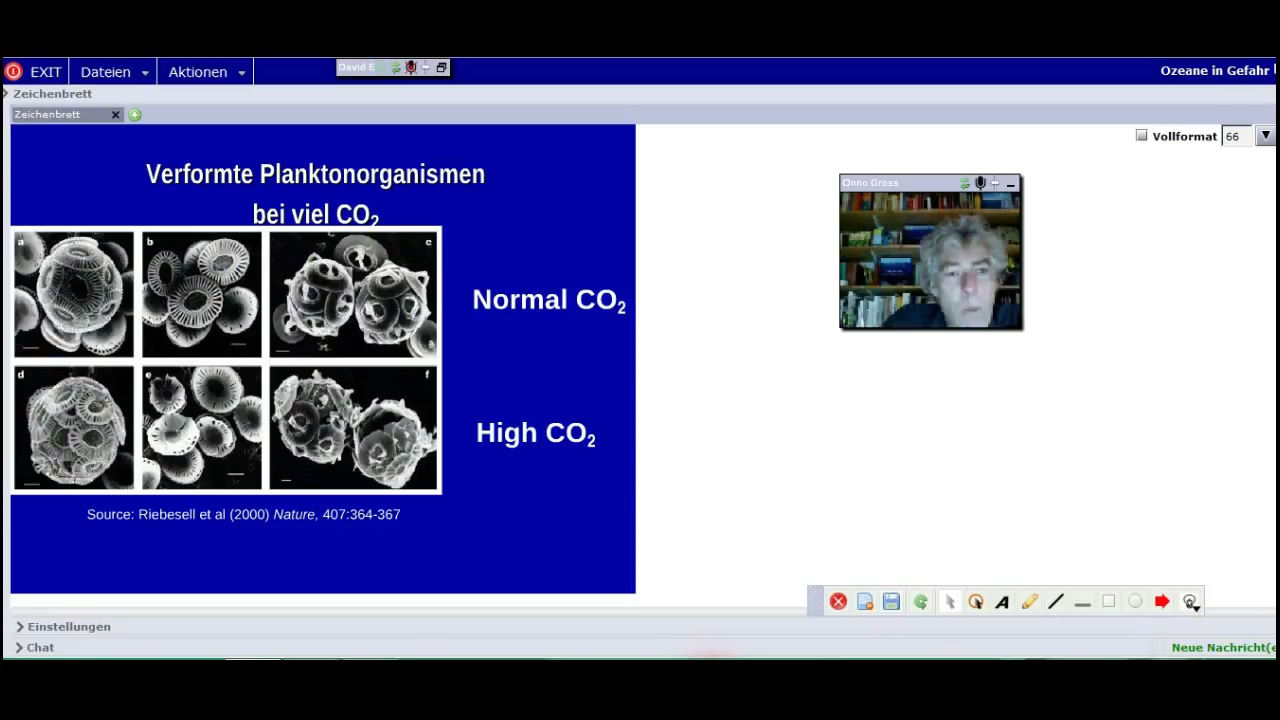 EXIT Dateien Aktionen David E Ozeane in Gefahr
Zeichenbrett
Zeichenbrett
Vollformat 66
Verformte Planktonorganismen
bei viel CO2
Onno Gross
a b c
Normal CO2
d e f
High CO2
Source: Riebesell et al (2000) Nature, 407:364-367
A
Einstellungen
Chat
Neue Nachricht(e